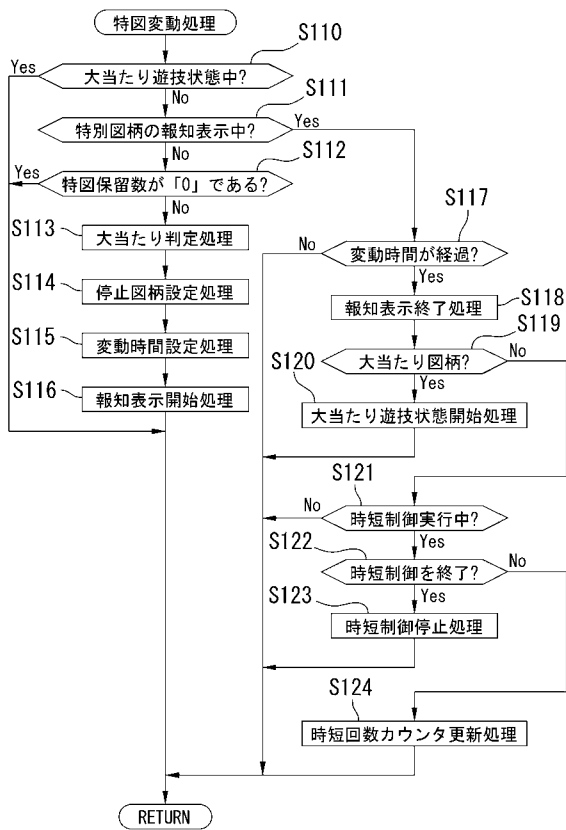 特図変動処理
S110
大当たり遊技状態中?
Yes
No
S111
特別図柄の報知表示中?
Yes
No
S112
特図保留数が「0」である?
Yes
No
S113
大当たり判定処理
S114
停止図柄設定処理
S115
変動時間設定処理
S116
報知表示開始処理
S117
変動時間が経過?
No
Yes
S118
報知表示終了処理
S119
大当たり図柄?
No
Yes
S120
大当たり遊技状態開始処理
S121
時短制御実行中?
No
Yes
S122
時短制御を終了?
No
Yes
S123
時短制御停止処理
S124
時短回数カウンタ更新処理
RETURN